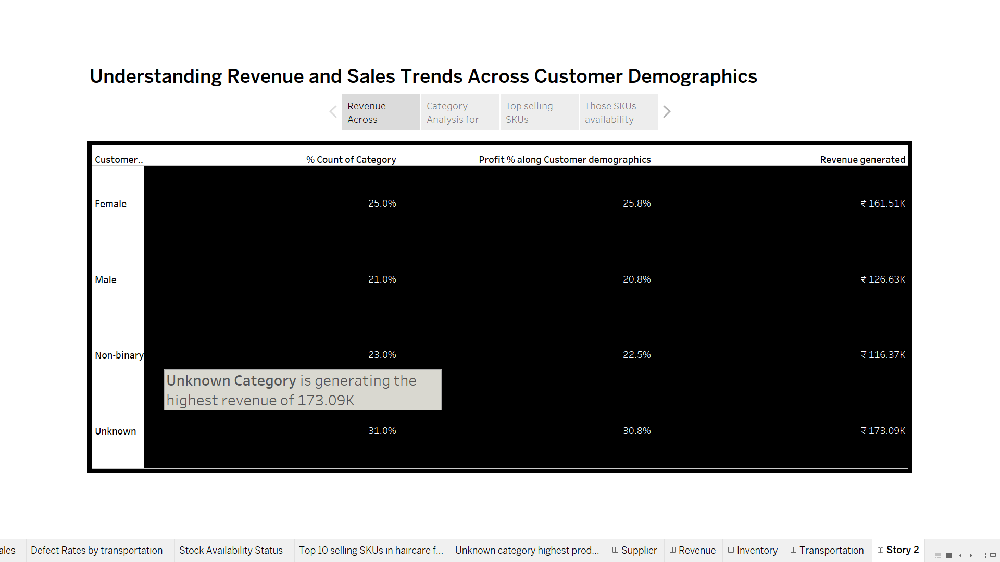 Understanding Revenue and Sales Trends Across Customer Demographics
Revenue
Across
Category
Analysis for
Top selling
SKUs
Those SKUs
availability
Customer.. % Count of Category Profit % along Customer demographics Revenue generated
Female 25.0% 25.8% ₹ 161.51K
Male 21.0% 20.8% ₹ 126.63K
Non-binary 23.0% 22.5% ₹ 116.37K
Unknown Category is generating the
highest revenue of 173.09K
Unknown 31.0% 30.8% ₹ 173.09K
ales Defect Rates by transportation Stock Availability Status Top 10 selling SKUs in haircare f... Unknown category highest prod... Supplier Revenue Inventory Transportation Story 2